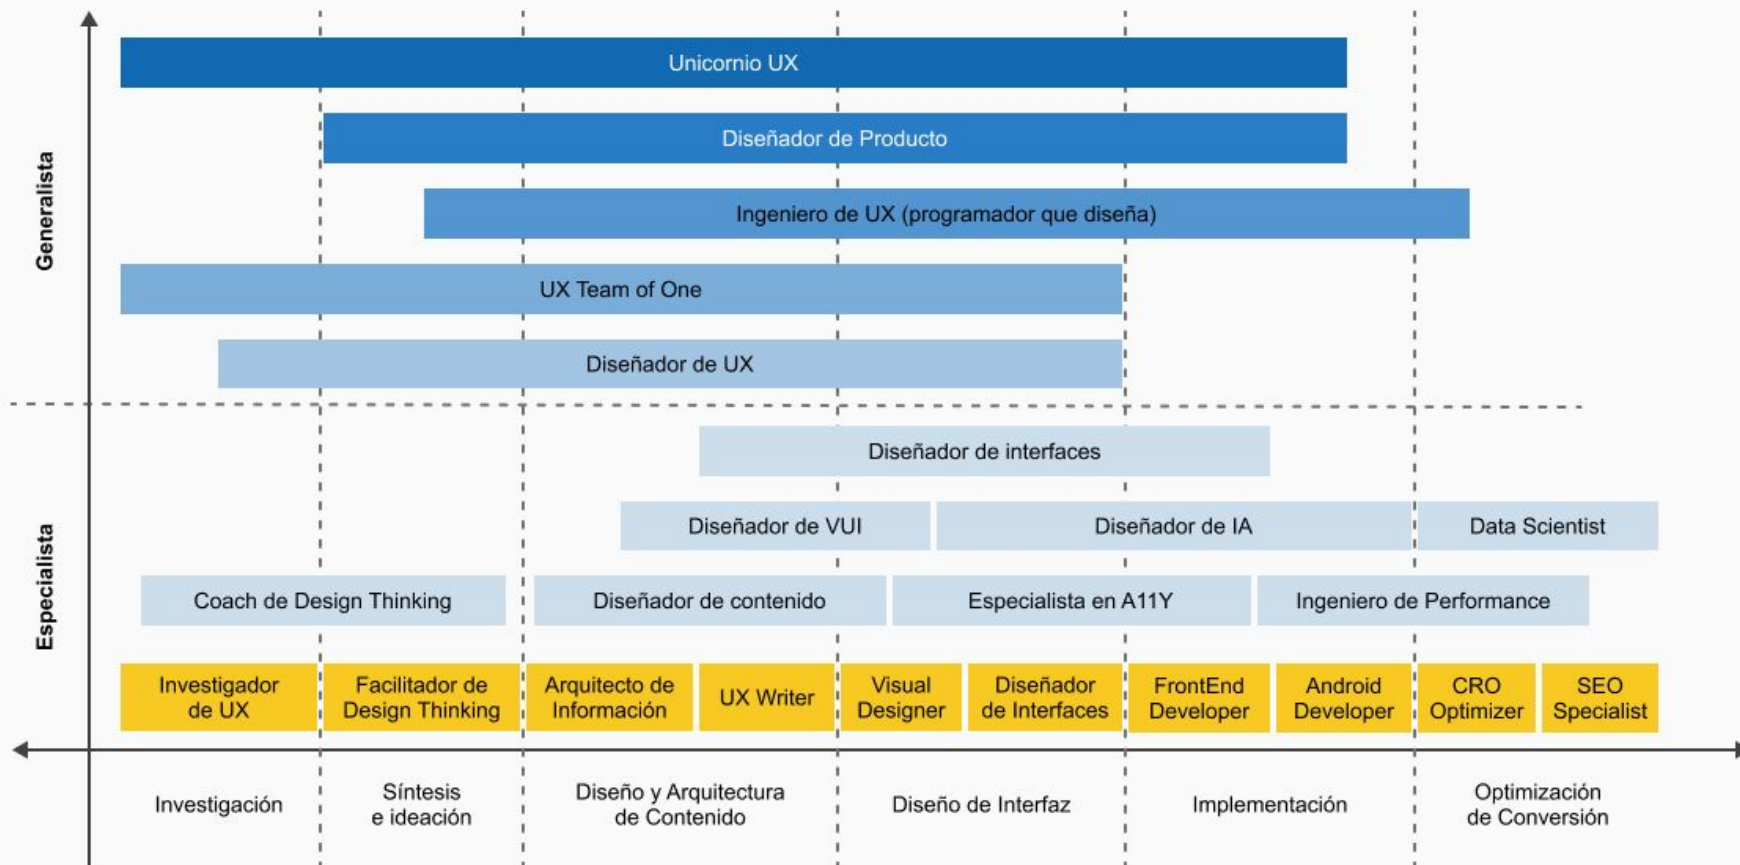 Generalista
Unicornio UX
Diseñador de Producto
Ingeniero de UX (programador que diseña)
UX Team of One
Diseñador de UX
Especialista
Diseñador de interfaces
Diseñador de VUI
Diseñador de IA
Data Scientist
Coach de Design Thinking
Diseñador de contenido
Especialista en A11Y
Ingeniero de Performance
Investigador
de UX
Facilitador de
Design Thinking
Arquitecto de
Información
UX Writer
Visual
Designer
Diseñador
de Interfaces
FrontEnd
Developer
Android
Developer
CRO
Optimizer
SEO
Specialist
Investigación
Síntesis
e ideación
Diseño y Arquitectura
de Contenido
Diseño de Interfaz
Implementación
Optimización
de Conversión